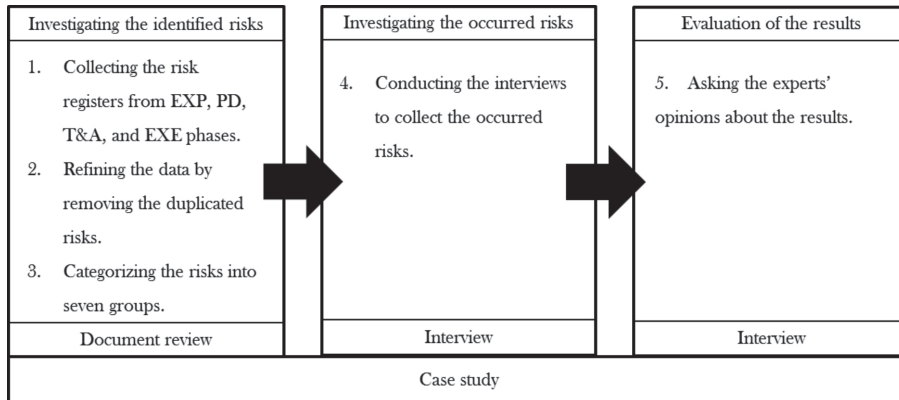 Investigating the identified risks
1. Collecting the risk
registers from EXP, PD,
T&A, and EXE phases.
2. Refining the data by
removing the duplicated
risks.
3. Categorizing the risks into
seven groups.
Document review
Investigating the occurred risks
4. Conducting the interviews
to collect the occurred
risks.
Interview
Evaluation of the results
5. Asking the experts'
opinions about the results.
Interview
Case study